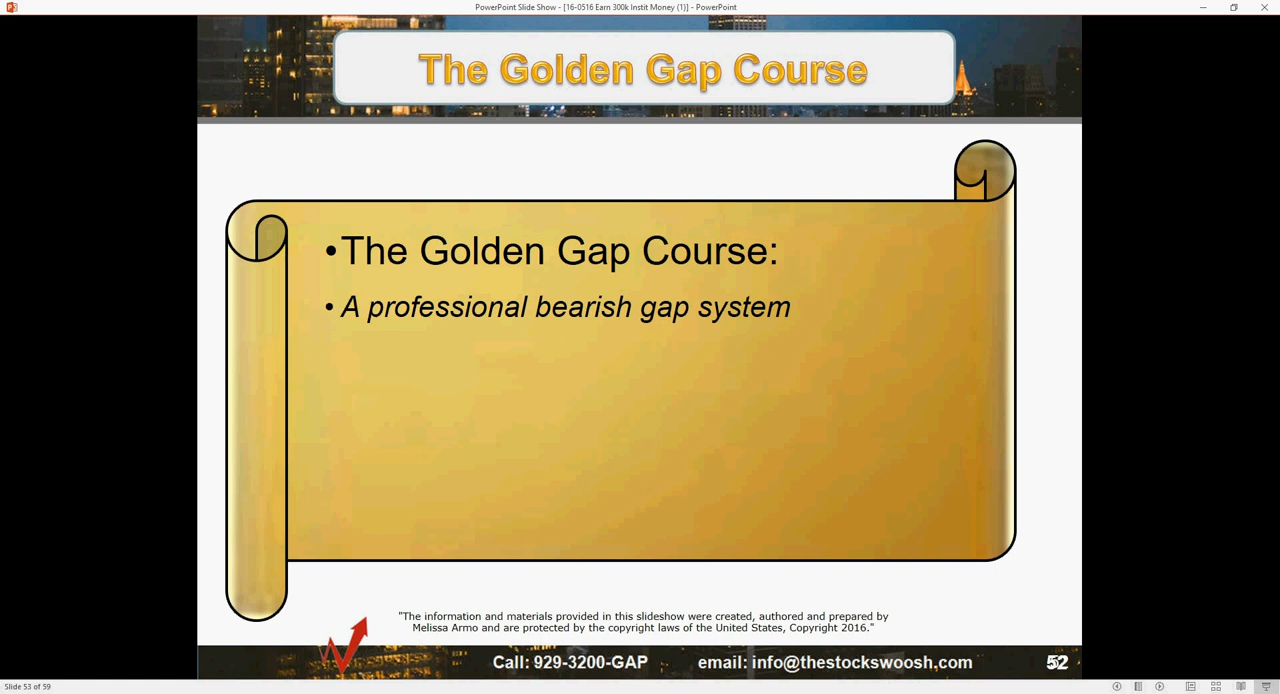 PowerPoint Slide Show - [16-0516 Earn 300k Instit Money (1)] - PowerPoint
The Golden Gap Course
•The Golden Gap Course:
• A professional bearish gap system
"The information and materials provided in this slideshow were created, authored and prepared by
Melissa Armo and are protected by the copyright laws of the United States, Copyright 2016."
Call: 929-3200-GAP email: info@thestockswoosh.com
Slide 53 of 59